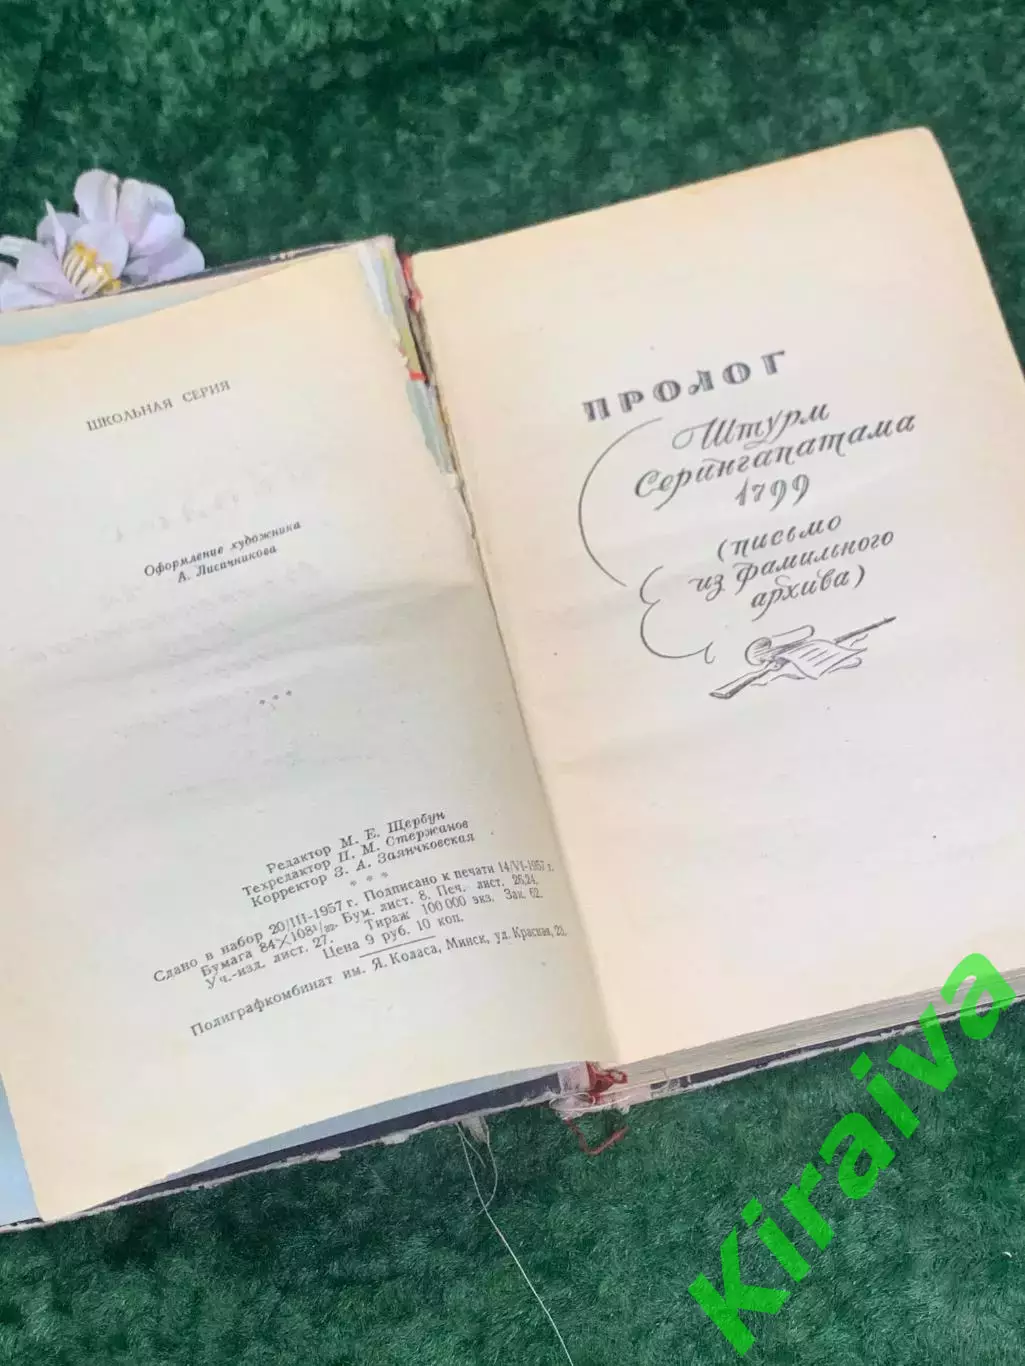 ШКОЛЬНАЯ СЕРИЯ
Оформление художника
А. Лисичникова
* * *
Редактор М. Е. Щербун
Техредактор П. М. Стержанов
Корректор З. А. Заянчковская
* * *
Сдано в набор 20/III-1957 г. Подписано к печати 14/VI-1957 г.
Бумага 84×108¹/₃₂. Бум. лист. 8. Печ. лист. 26,24.
Уч.-изд. лист. 27. Тираж 100 000 экз. Зак. 62.
Цена 9 руб. 10 коп.
Полиграфкомбинат им. Я. Коласа, Минск, ул. Красная, 23.
ПРОЛОГ
Штурм
Серингапатама
1799
(письмо
из фамильного
архива)
Kiraiva